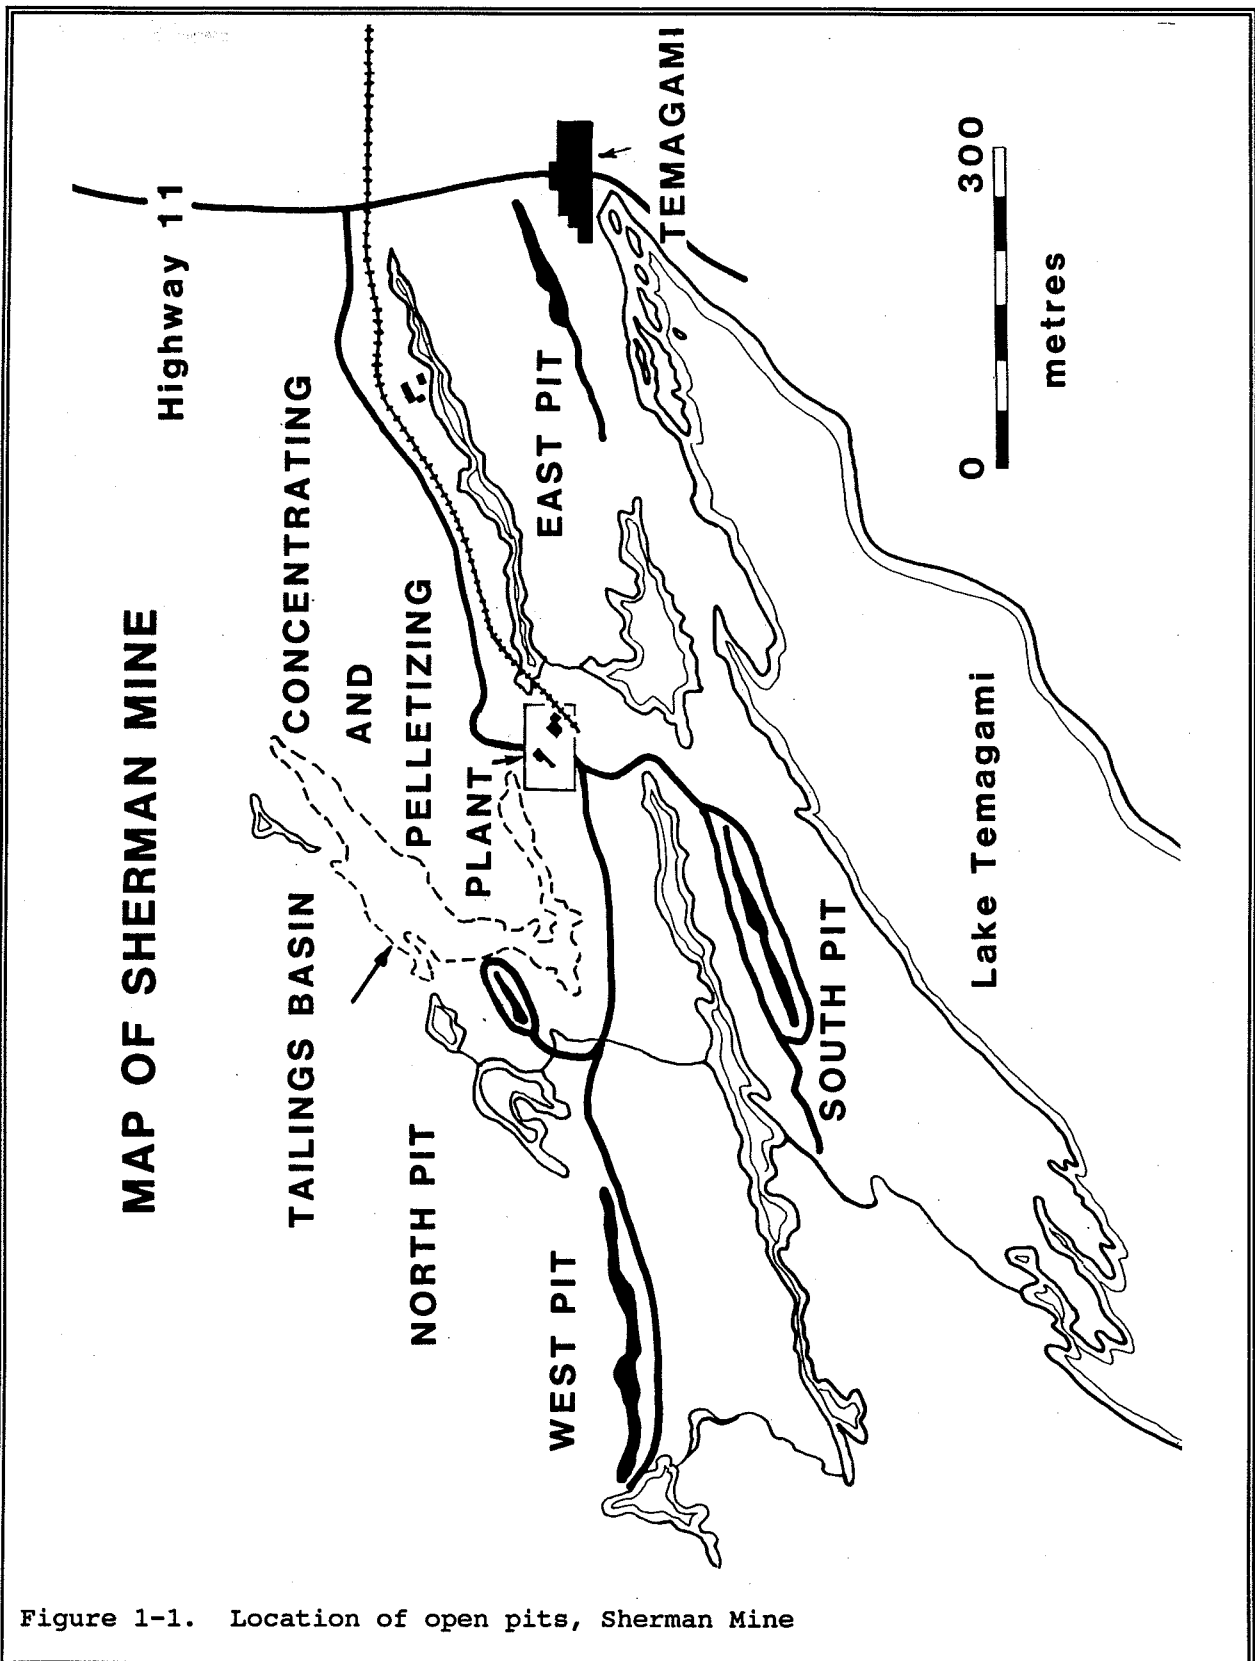 MAP OF SHERMAN MINE
Highway 11
TEMAGAMI
CONCENTRATING
AND
PELLETIZING
PLANT
TAILINGS BASIN
NORTH PIT
WEST PIT
EAST PIT
SOUTH PIT
Lake Temagami
0 300
metres
Figure 1-1. Location of open pits, Sherman Mine